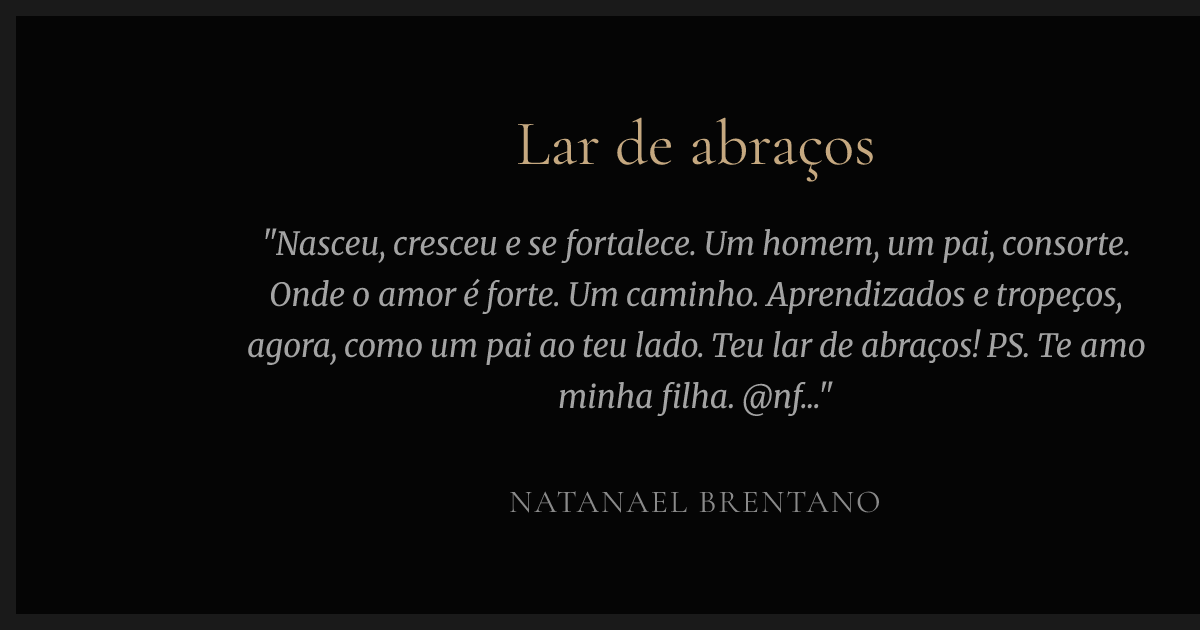 Lar de abraços
"Nasceu, cresceu e se fortalece. Um homem, um pai, consorte.
Onde o amor é forte. Um caminho. Aprendizados e tropeços,
agora, como um pai ao teu lado. Teu lar de abraços! PS. Te amo
minha filha. @nf..."
NATANAEL BRENTANO